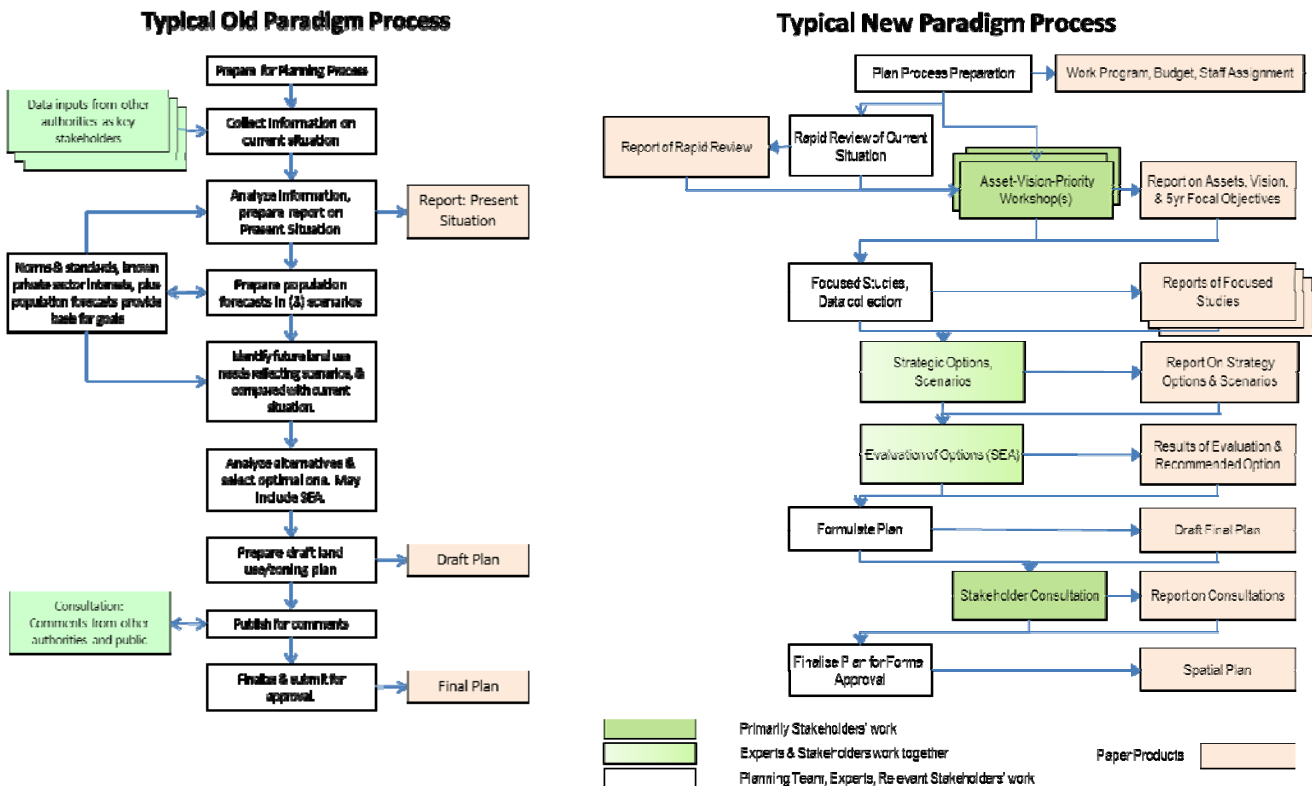 Typical Old Paradigm Process
Prepare for Planning Process
Data inputs from other
authorities as key
stakeholders
Collect information on
current situation
Analyze information,
prepare report on
Present Situation
Report: Present
Situation
Norms & standards, known
private sector interests, plus
population forecasts provide
basis for goals
Prepare population
forecasts in (3) scenarios
Identify future land use
needs reflecting scenarios, &
compared with current
situation.
Analyze alternatives &
select optimal one. May
include SEA.
Prepare draft land
use/zoning plan
Draft Plan
Consultation:
Comments from other
authorities and public
Publish for comments
Finalize & submit for
approval.
Final Plan
Typical New Paradigm Process
Plan Process Preparation
Work Program, Budget, Staff Assignment
Report of Rapid Review
Rapid Review of Current
Situation
Asset-Vision-Priority
Workshop(s)
Report on Assets, Vision,
& 5yr Focal Objectives
Focused Studies,
Data collection
Reports of Focused
Studies
Strategic Options,
Scenarios
Report On Strategy
Options & Scenarios
Evaluation of Options (SEA)
Results of Evaluation &
Recommended Option
Formulate Plan
Draft Final Plan
Stakeholder Consultation
Report on Consultations
Finalise Plan for Forma
Approval
Spatial Plan
Primarily Stakeholders' work
Experts & Stakeholders work together
Planning Team, Experts, Relevant Stakeholders' work
Paper Products